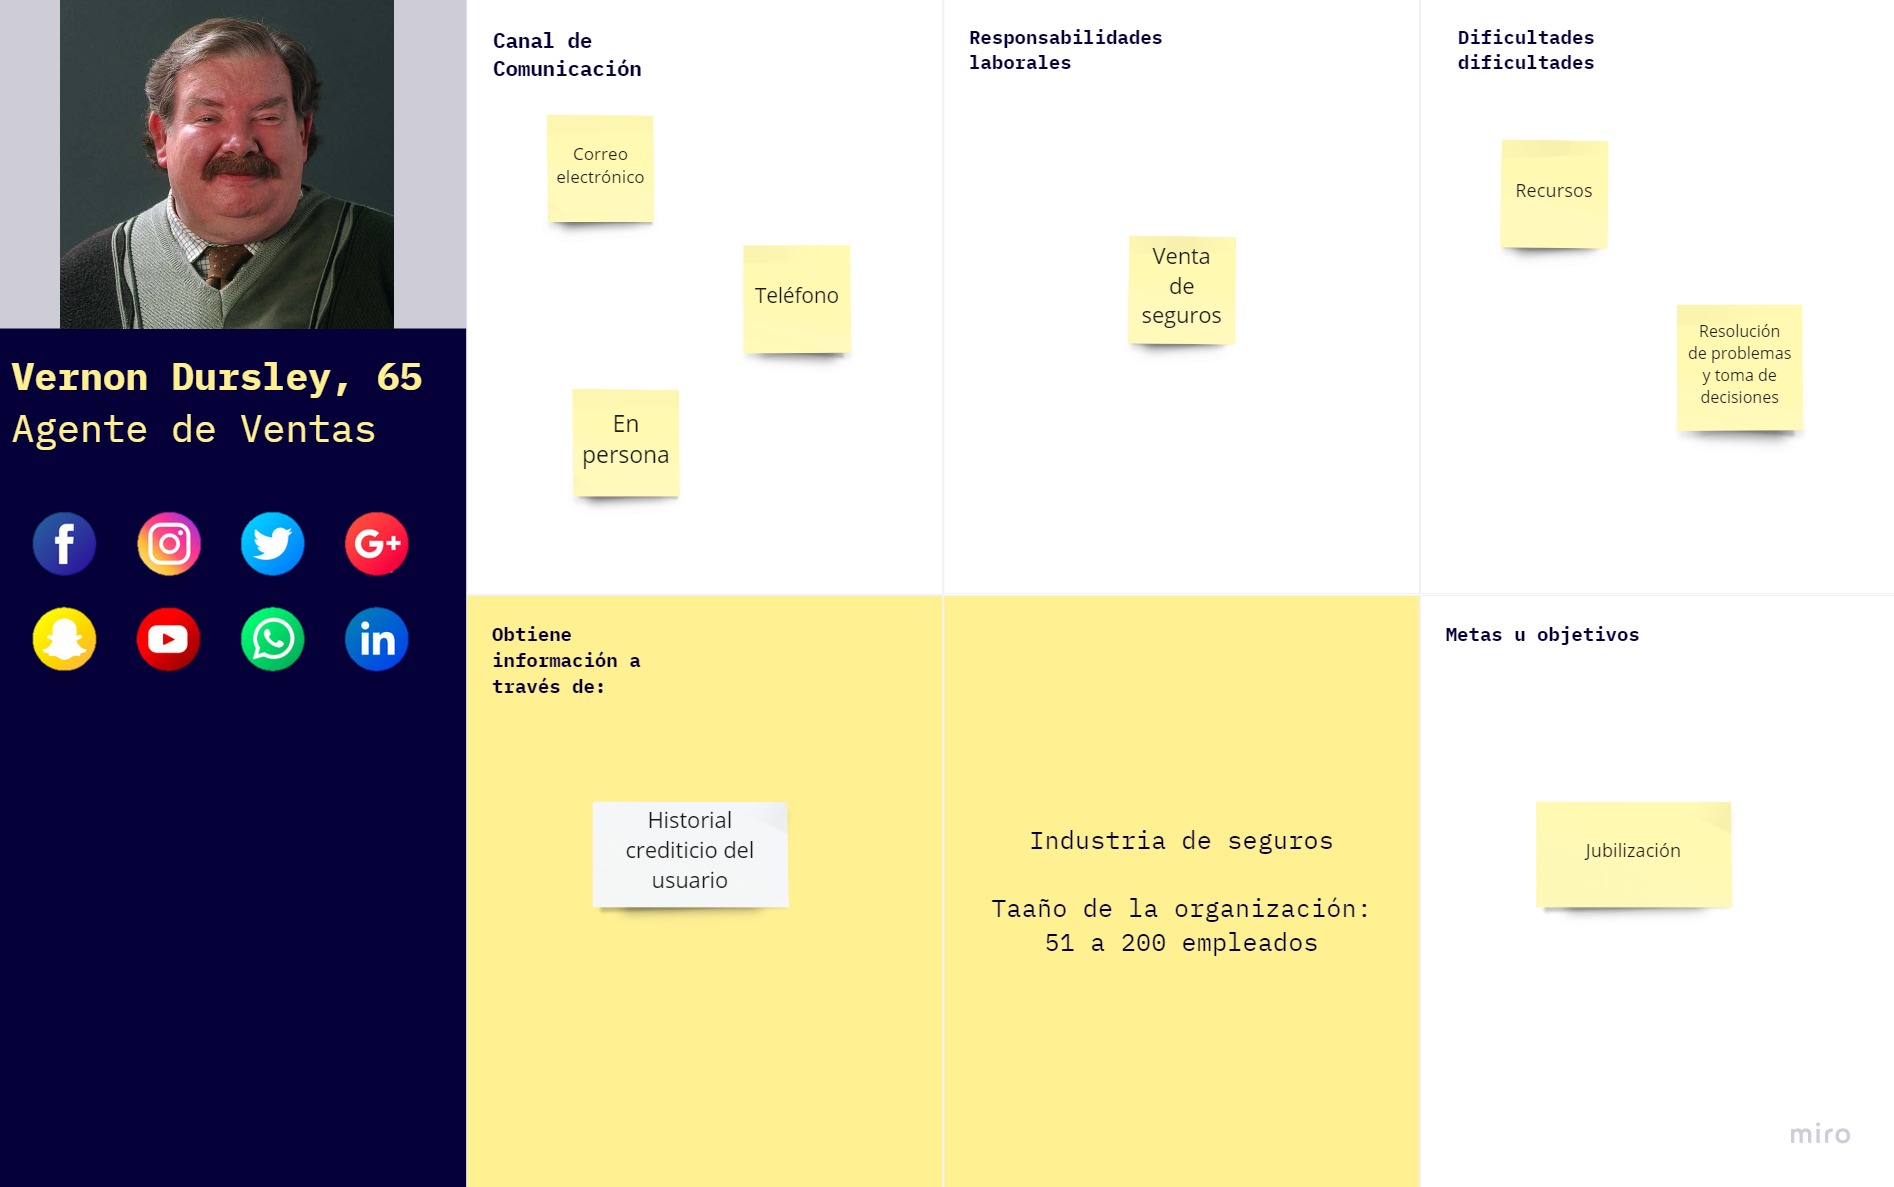 Vernon Dursley, 65
Agente de Ventas
Canal de
Comunicación
Correo
electrónico
Teléfono
En
persona
Responsabilidades
laborales
Venta
de
seguros
Dificultades
dificultades
Recursos
Resolución
de problemas
y toma de
decisiones
Obtiene
información a
través de:
Historial
crediticio del
usuario
Industria de seguros
Taaño de la organización:
51 a 200 empleados
Metas u objetivos
Jubilización
miro